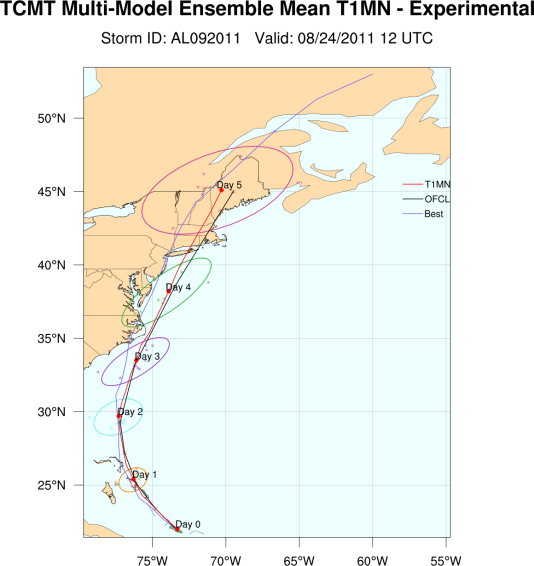 TCMT Multi-Model Ensemble Mean T1MN - Experimental
Storm ID: AL092011 Valid: 08/24/2011 12 UTC
50°N
45°N
40°N
35°N
30°N
25°N
Day 5
Day 4
Day 3
Day 2
Day 1
Day 0
T1MN
OFCL
Best
75°W
70°W
65°W
60°W
55°W